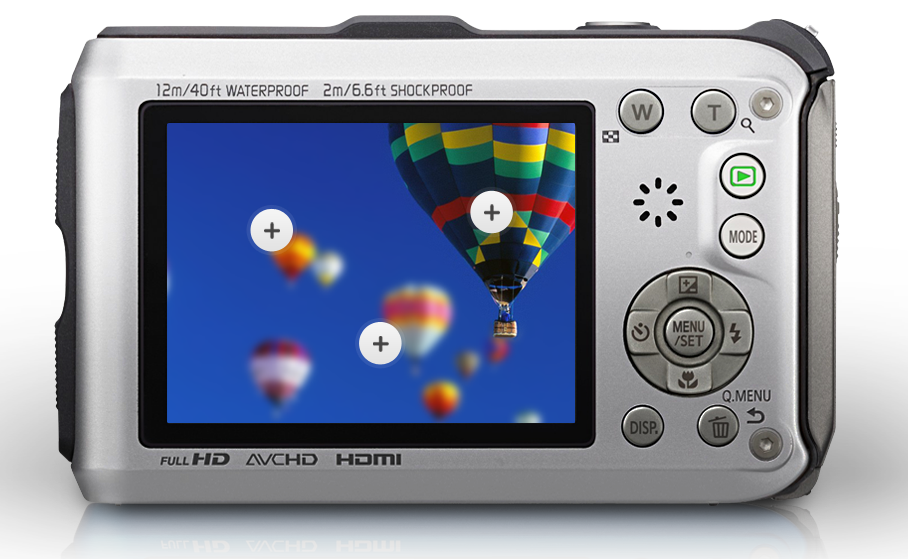 12m/40ft WATERPROOF 2m/6.6ft SHOCKPROOF
W T
MODE
MENU
/SET
Q.MENU
DISP.
FULL HD AVCHD HDMI